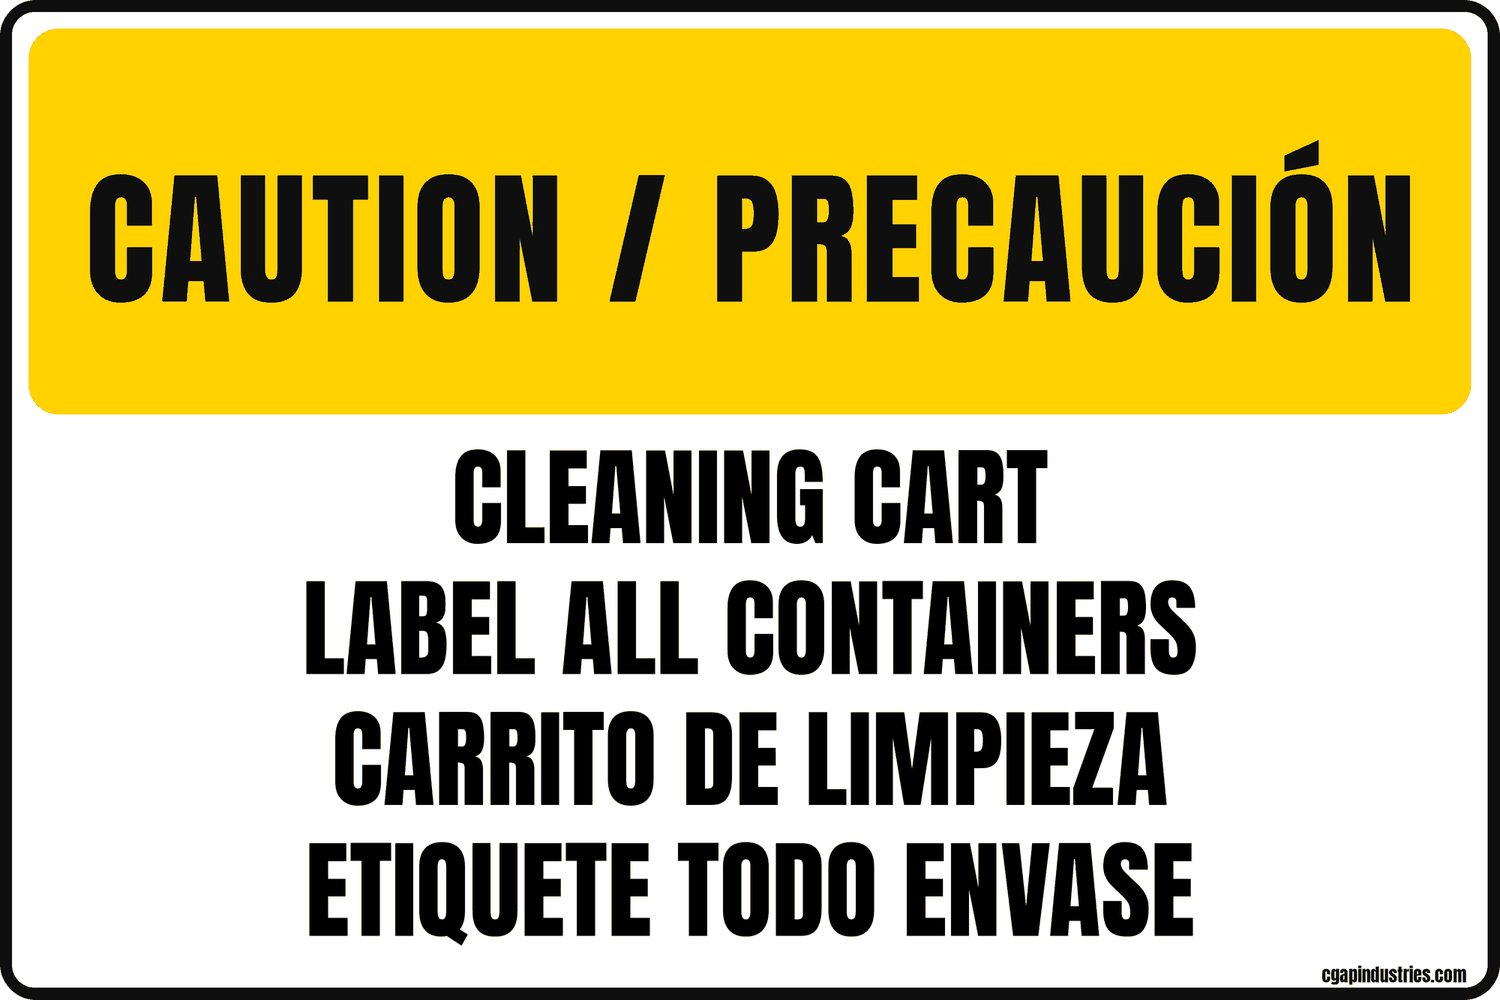 CAUTION / PRECAUCIÓN
CLEANING CART
LABEL ALL CONTAINERS
CARRITO DE LIMPIEZA
ETIQUETE TODO ENVASE
cgapindustries.com